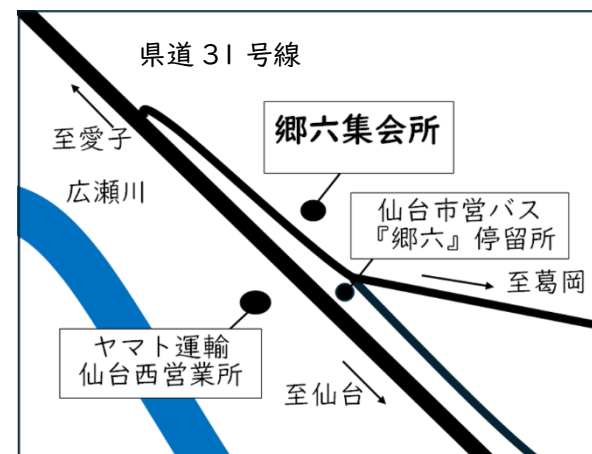 県道31号線
郷六集会所
至愛子
広瀬川
仙台市営バス
『郷六』停留所
至葛岡
ヤマト運輸
仙台西営業所
至仙台